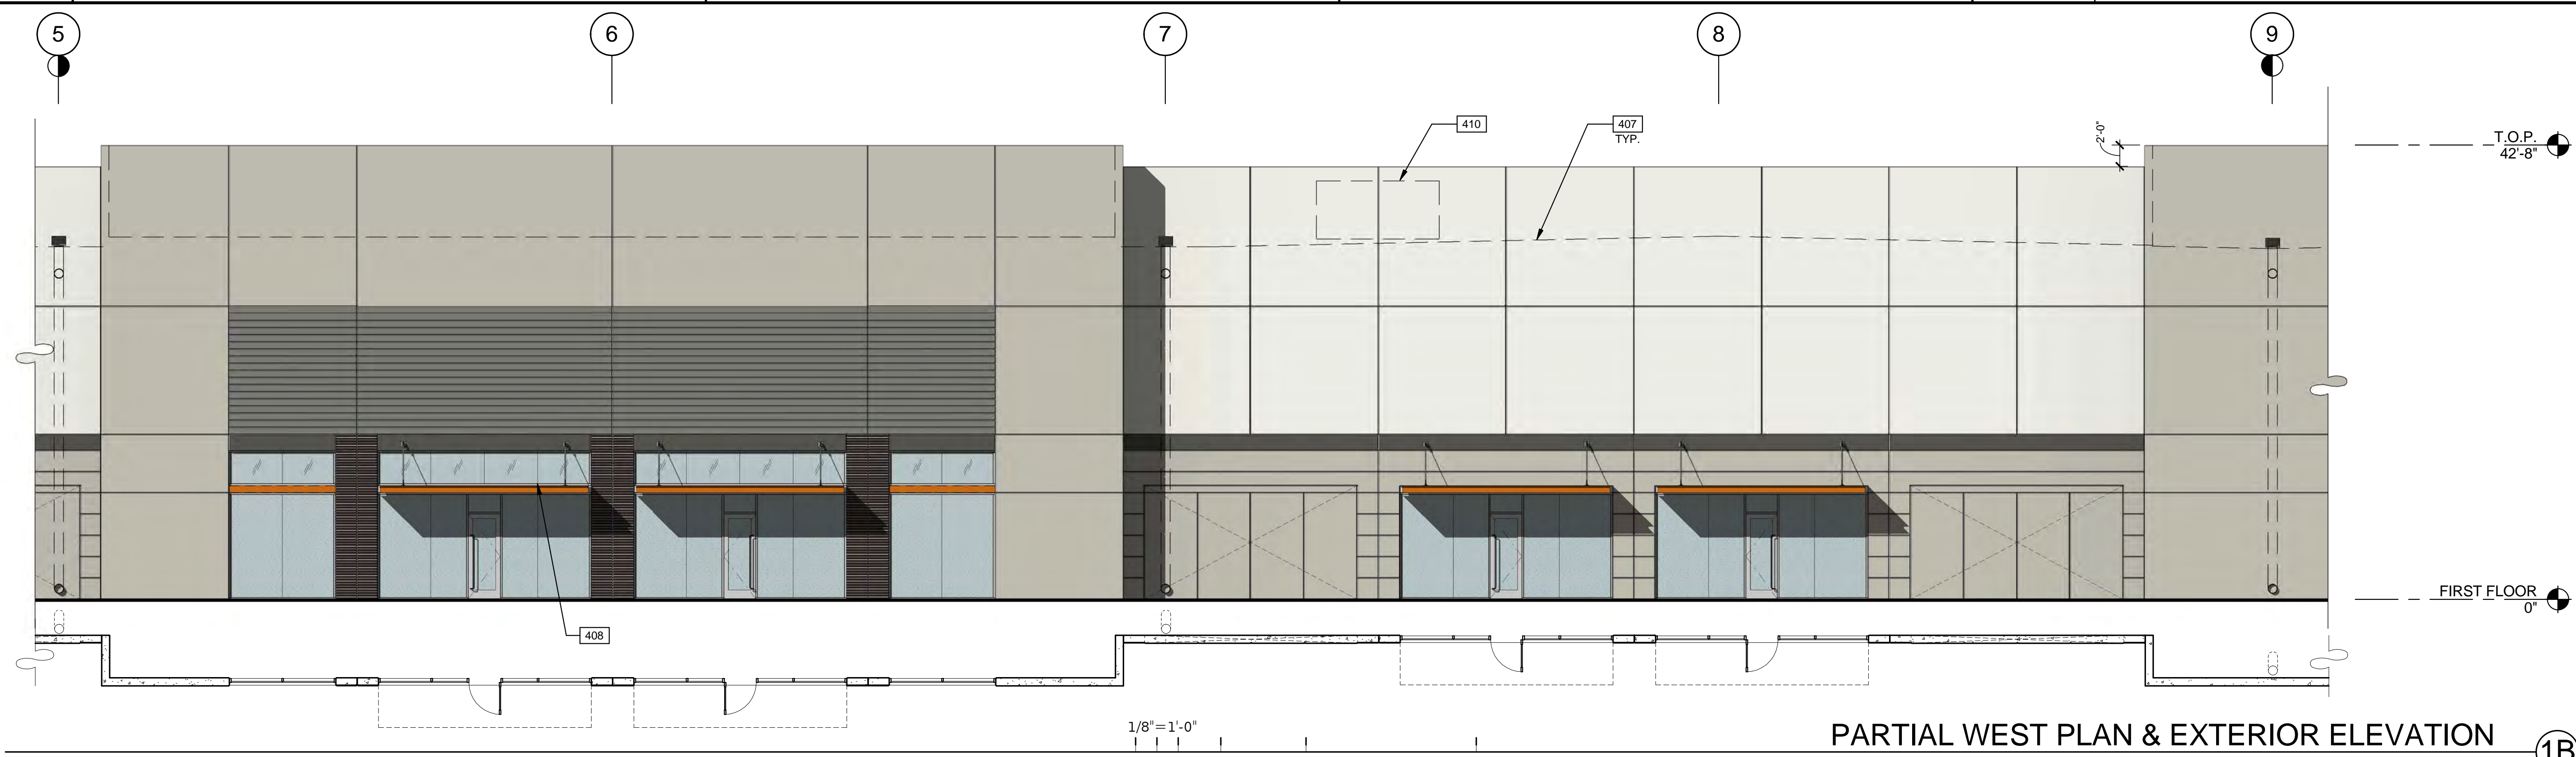 5
6
7
8
9
410
407
TYP.
2'-0"
T.O.P.
42'-8"
FIRST FLOOR
0"
408
1/8"=1'-0"
PARTIAL WEST PLAN & EXTERIOR ELEVATION
1B